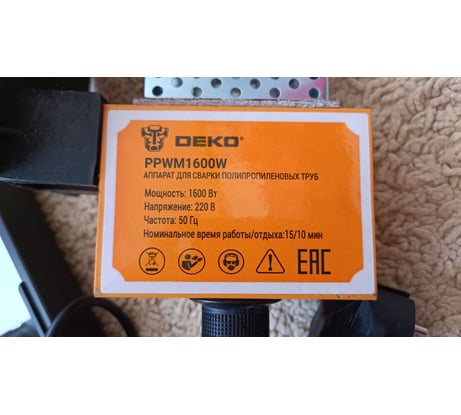 DEKO®
PPWM1600W
АППАРАТ ДЛЯ СВАРКИ ПОЛИПРОПИЛЕНОВЫХ ТРУБ
Мощность: 1600 Вт
Напряжение: 220 В
Частота: 50 Гц
Номинальное время работы/отдыха:15/10 мин
EAC